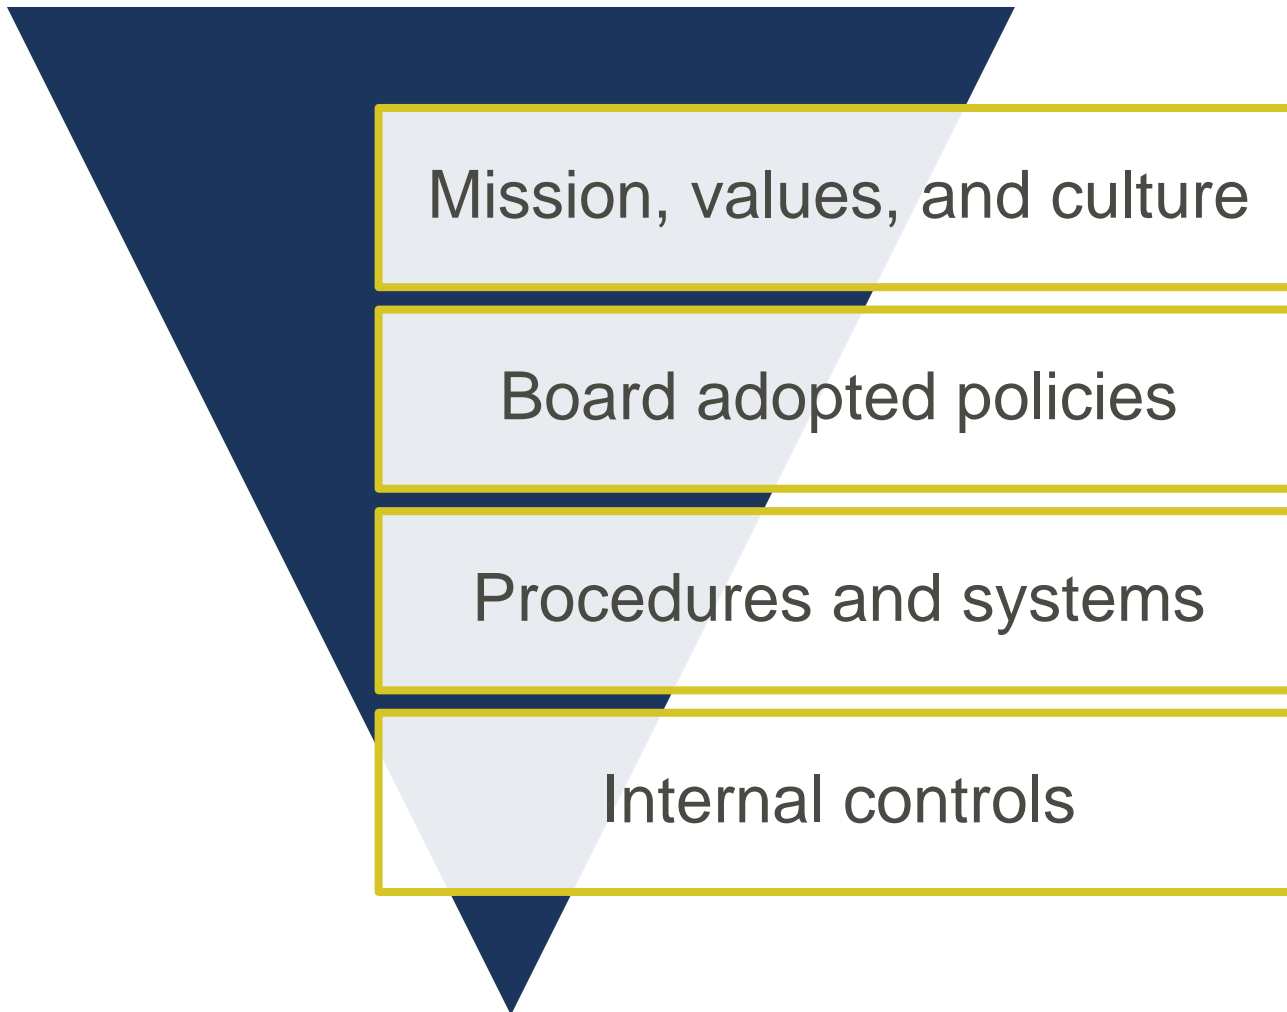 Mission, values, and culture
Board adopted policies
Procedures and systems
Internal controls